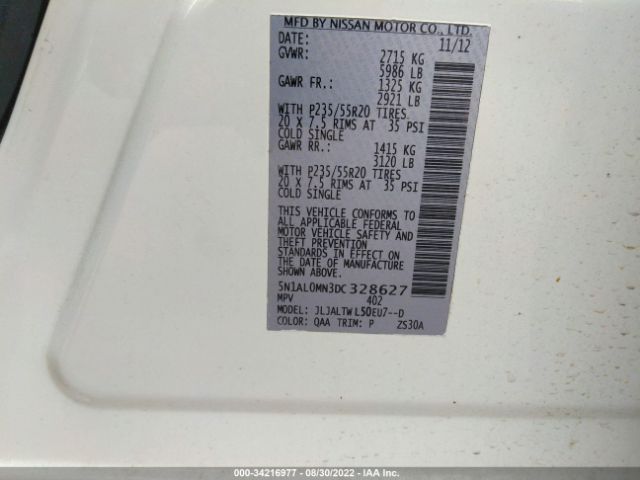 MFD BY NISSAN MOTOR CO., LTD.
DATE: 11/12
GVWR: 2715 KG
5986 LB
GAWR FR.: 1325 KG
2921 LB
WITH P235/55R20 TIRES
20 X 7.5 RIMS AT 35 PSI
COLD SINGLE
GAWR RR.: 1415 KG
3120 LB
WITH P235/55R20 TIRES
20 X 7.5 RIMS AT 35 PSI
COLD SINGLE
THIS VEHICLE CONFORMS TO
ALL APPLICABLE FEDERAL
MOTOR VEHICLE SAFETY AND
THEFT PREVENTION
STANDARDS IN EFFECT ON
THE DATE OF MANUFACTURE
SHOWN ABOVE.
5N1AL0MN3DC328627
MPV 402
MODEL: JLJALTWL50EU7--D
COLOR: QAA TRIM: P ZS30A
000-34216977 | 08/30/2022 - IAA Inc.